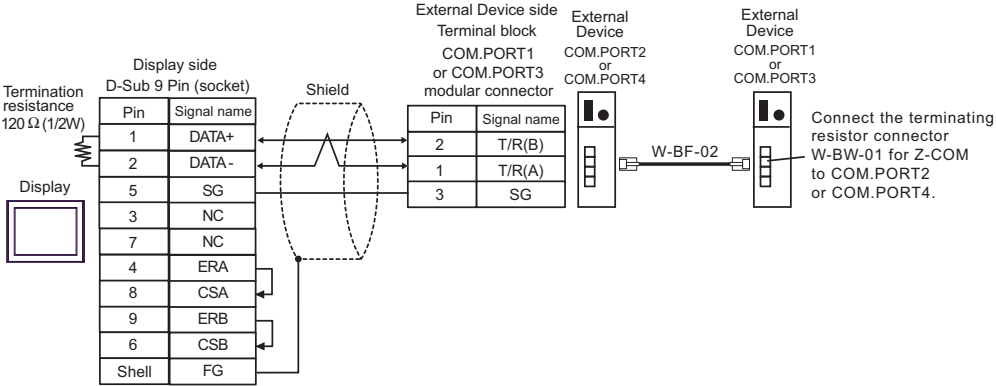 External Device side
Terminal block
COM.PORT1
or COM.PORT3
modular connector
External
Device
COM.PORT2
or
COM.PORT4
External
Device
COM.PORT1
or
COM.PORT3
Display side
D-Sub 9 Pin (socket)
Termination
resistance
120 Ω (1/2W)
Shield
Pin Signal name
1 DATA+
2 DATA-
5 SG
3 NC
7 NC
4 ERA
8 CSA
9 ERB
6 CSB
Shell FG
Display
Pin Signal name
2 T/R(B)
1 T/R(A)
3 SG
W-BF-02
Connect the terminating
resistor connector
W-BW-01 for Z-COM
to COM.PORT2
or COM.PORT4.